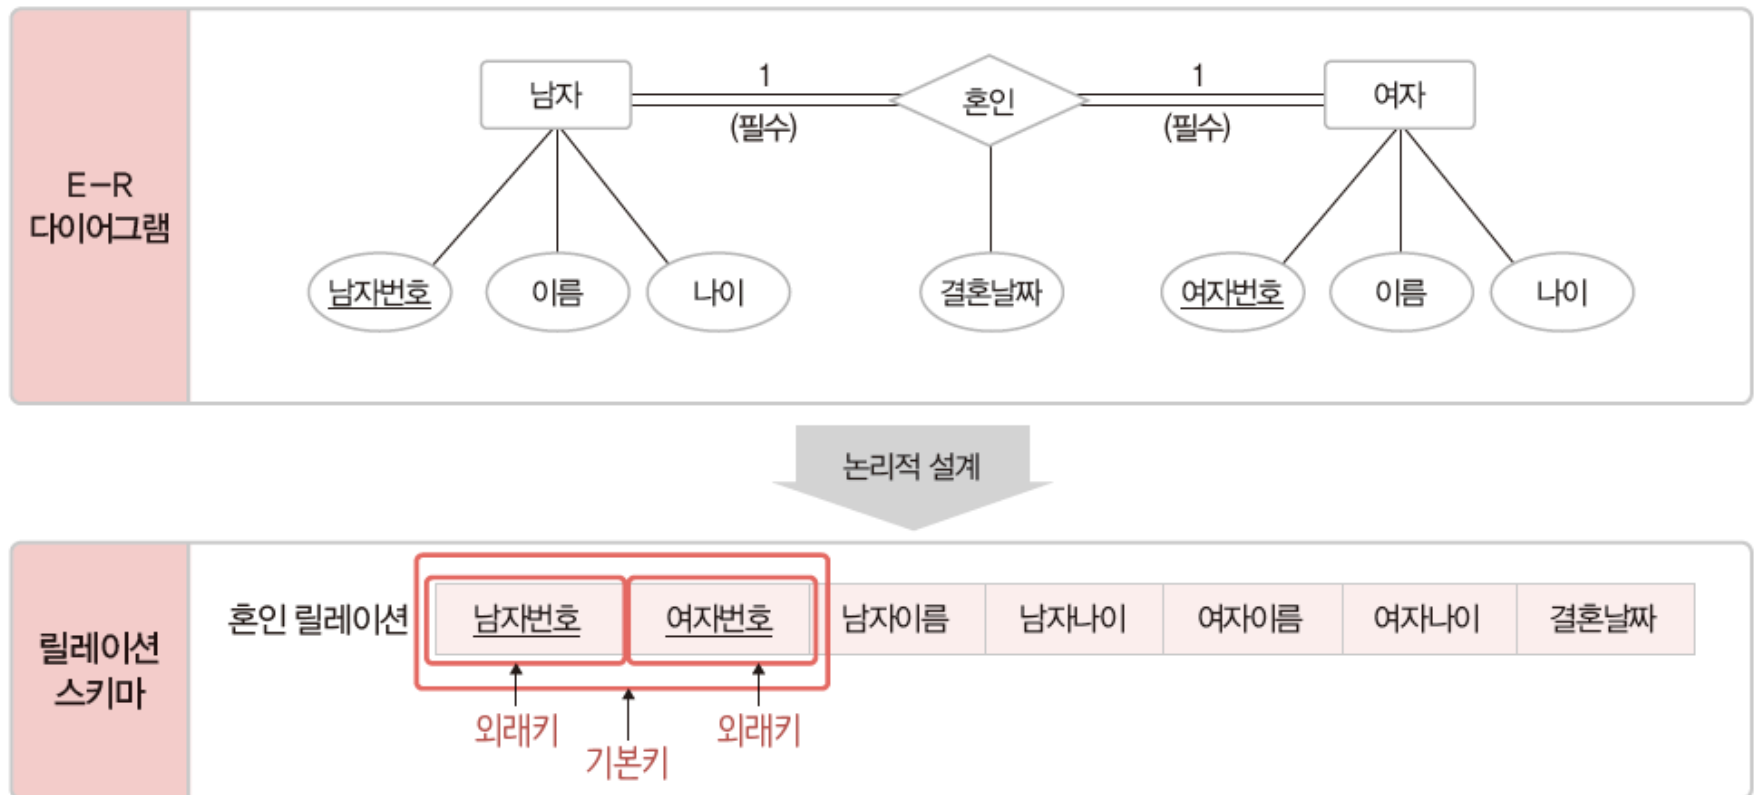 E-R
다이어그램
남자
1
(필수)
혼인
1
(필수)
여자
남자번호
이름
나이
결혼날짜
여자번호
이름
나이
논리적 설계
릴레이션
스키마
혼인 릴레이션
남자번호
여자번호
남자이름
남자나이
여자이름
여자나이
결혼날짜
외래키
기본키
외래키